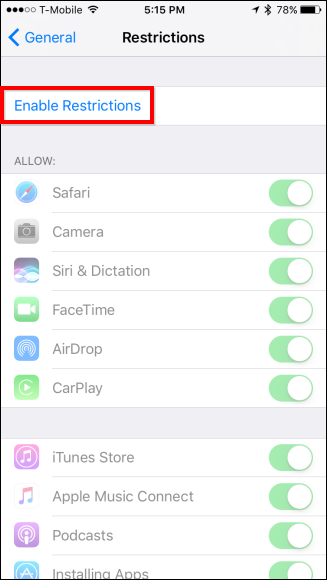 T-Mobile 5:15 PM 78%
General Restrictions
Enable Restrictions
ALLOW:
Safari
Camera
Siri & Dictation
FaceTime
AirDrop
CarPlay
iTunes Store
Apple Music Connect
Podcasts
Installing Apps